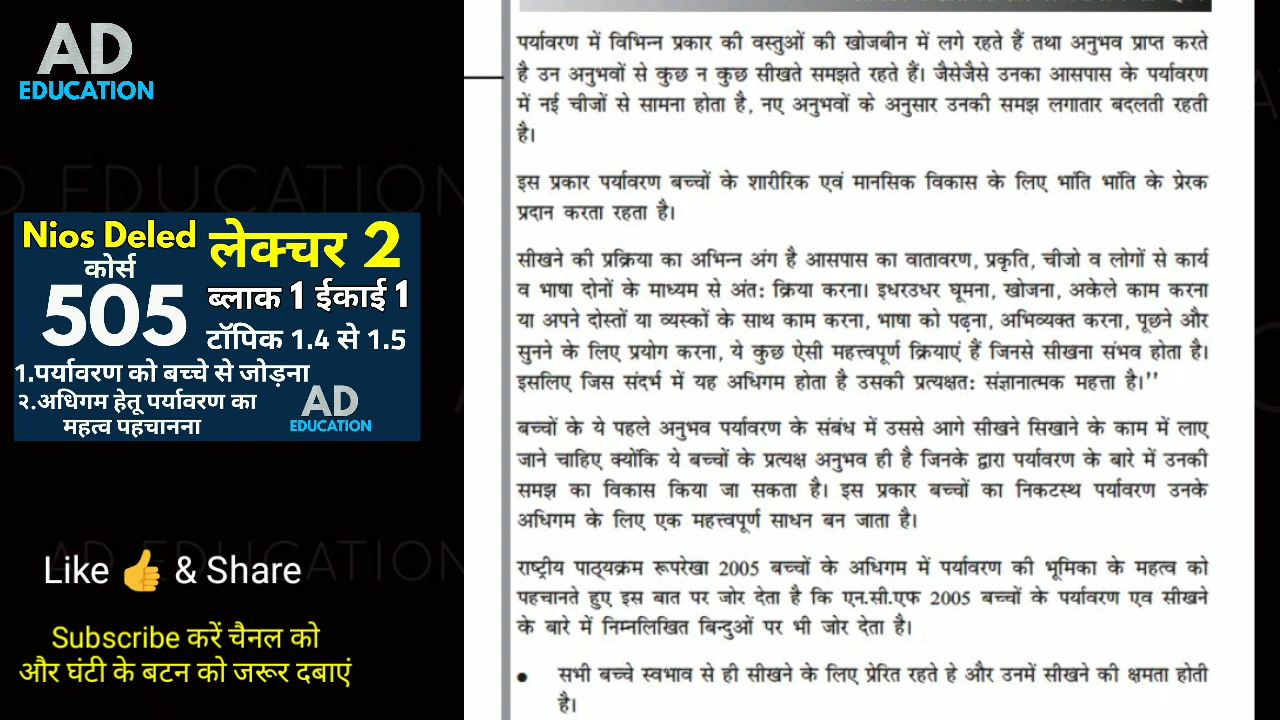 AD
EDUCATION
Nios Deled
कोर्स
505
लेक्चर 2
ब्लाक 1 ईकाई 1
टॉपिक 1.4 से 1.5
1.पर्यावरण को बच्चे से जोड़ना
२.अधिगम हेतू पर्यावरण का
महत्व पहचानना
AD
EDUCATION
Like 👍 & Share
Subscribe करें चैनल को
और घंटी के बटन को जरूर दबाएं
पर्यावरण में विभिन्न प्रकार की वस्तुओं की खोजबीन में लगे रहते हैं तथा अनुभव प्राप्त करते
है उन अनुभवों से कुछ न कुछ सीखते समझते रहते हैं। जैसेजैसे उनका आसपास के पर्यावरण
में नई चीजों से सामना होता है, नए अनुभवों के अनुसार उनकी समझ लगातार बदलती रहती
है।
इस प्रकार पर्यावरण बच्चों के शारीरिक एवं मानसिक विकास के लिए भांति भांति के प्रेरक
प्रदान करता रहता है।
सीखने की प्रक्रिया का अभिन्न अंग है आसपास का वातावरण, प्रकृति, चीजो व लोगों से कार्य
व भाषा दोनों के माध्यम से अंत: क्रिया करना। इधरउधर घूमना, खोजना, अकेले काम करना
या अपने दोस्तों या व्यस्कों के साथ काम करना, भाषा को पढ़ना, अभिव्यक्त करना, पूछने और
सुनने के लिए प्रयोग करना, ये कुछ ऐसी महत्त्वपूर्ण क्रियाएं हैं जिनसे सीखना संभव होता है।
इसलिए जिस संदर्भ में यह अधिगम होता है उसकी प्रत्यक्षत: संज्ञानात्मक महत्ता है।’’
बच्चों के ये पहले अनुभव पर्यावरण के संबंध में उससे आगे सीखने सिखाने के काम में लाए
जाने चाहिए क्योंकि ये बच्चों के प्रत्यक्ष अनुभव ही है जिनके द्वारा पर्यावरण के बारे में उनकी
समझ का विकास किया जा सकता है। इस प्रकार बच्चों का निकटस्थ पर्यावरण उनके
अधिगम के लिए एक महत्त्वपूर्ण साधन बन जाता है।
राष्ट्रीय पाठ्यक्रम रूपरेखा 2005 बच्चों के अधिगम में पर्यावरण की भूमिका के महत्व को
पहचानते हुए इस बात पर जोर देता है कि एन.सी.एफ 2005 बच्चों के पर्यावरण एव सीखने
के बारे में निम्नलिखित बिन्दुओं पर भी जोर देता है।
● सभी बच्चे स्वभाव से ही सीखने के लिए प्रेरित रहते हे और उनमें सीखने की क्षमता होती
है।